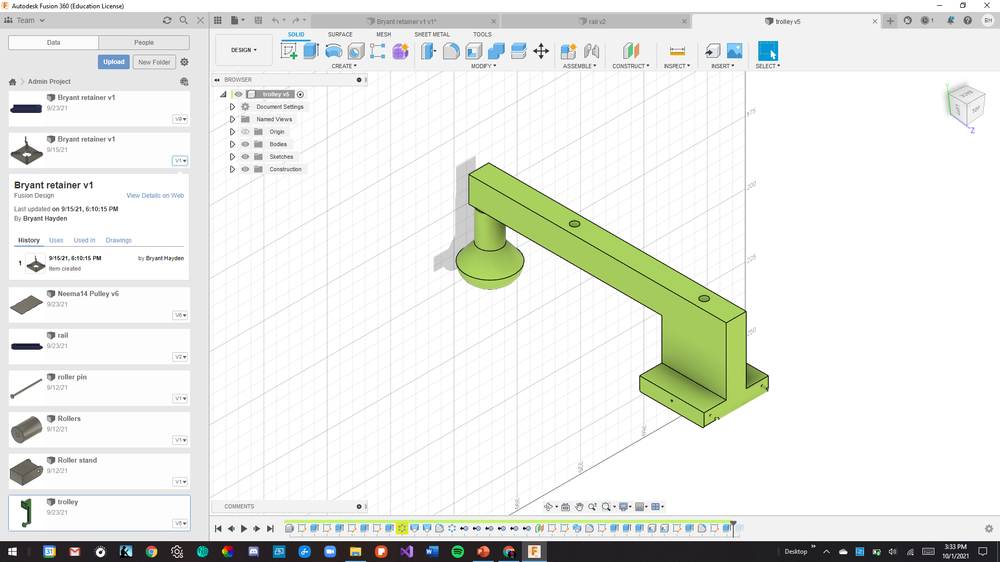 Autodesk Fusion 360 (Education License)
Team
Data
People
Upload
New Folder
Admin Project
Bryant retainer v1
9/23/21
V9
Bryant retainer v1
9/15/21
V1
Bryant retainer v1
Fusion Design
View Details on Web
Last updated on 9/15/21, 6:10:15 PM
By Bryant Hayden
History
Uses
Used In
Drawings
1
9/15/21, 6:10:15 PM
by Bryant Hayden
Item created
Neema14 Pulley v6
9/23/21
V6
rail
9/23/21
V2
roller pin
9/12/21
V1
Rollers
9/12/21
V1
Roller stand
9/12/21
V1
trolley
9/23/21
V5
Bryant retainer v1 v1*
rail v2
trolley v5
1
BH
DESIGN
SOLID
SURFACE
MESH
SHEET METAL
TOOLS
CREATE
MODIFY
ASSEMBLE
CONSTRUCT
INSPECT
INSERT
SELECT
BROWSER
trolley v5
Document Settings
Named Views
Origin
Bodies
Sketches
Construction
Y
BACK
LEFT
TOP
Z
175
200
225
250
250
225
200
COMMENTS
31
Desktop
3:33 PM
10/1/2021